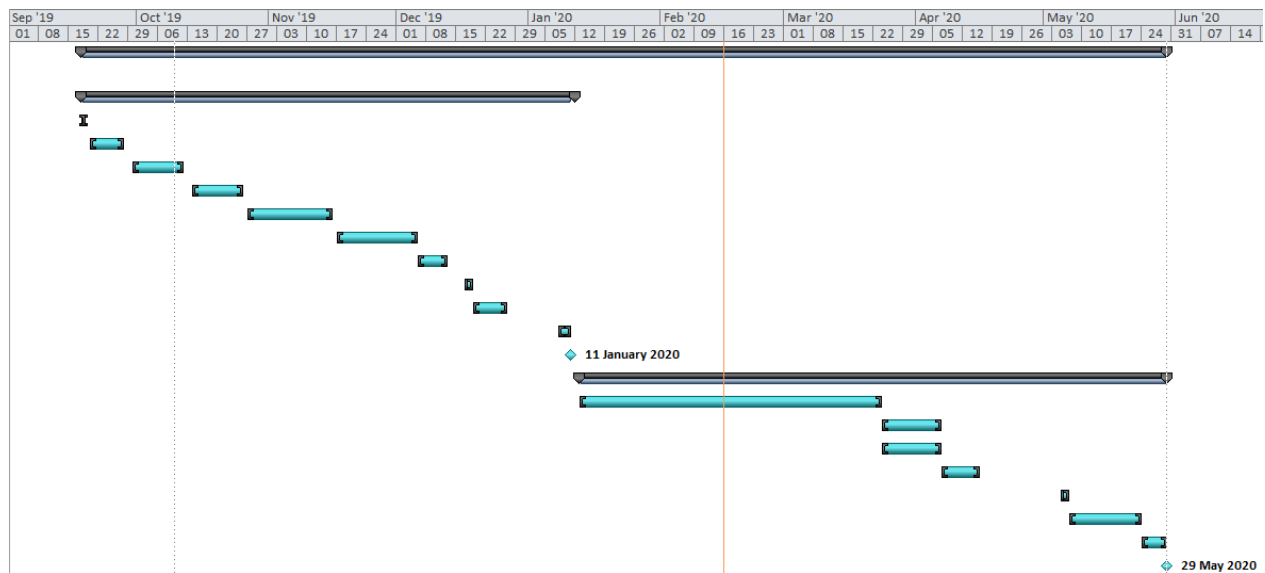 Sep '19 Oct '19 Nov '19 Dec '19 Jan '20 Feb '20 Mar '20 Apr '20 May '20 Jun '20
01 08 15 22 29 06 13 20 27 03 10 17 24 01 08 15 22 29 05 12 19 26 02 09 16 23 01 08 15 22 29 05 12 19 26 03 10 17 24 31 07 14
11 January 2020
29 May 2020